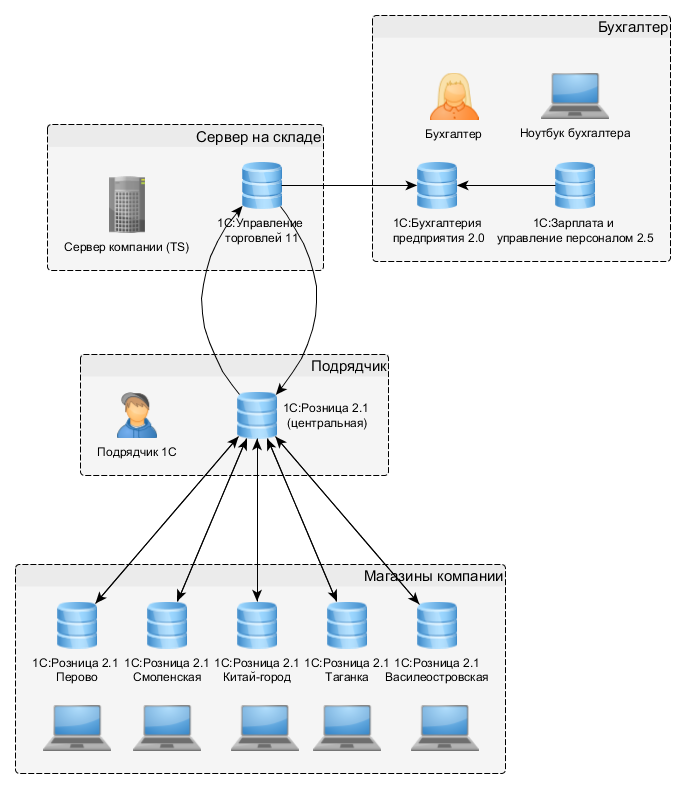 Бухгалтер
Бухгалтер
Ноутбук бухгалтера
1С:Бухгалтерия
предприятия 2.0
1С:Зарплата и
управление персоналом 2.5
Сервер на складе
Сервер компании (TS)
1С:Управление
торговлей 11
Подрядчик
Подрядчик 1С
1С:Розница 2.1
(центральная)
Магазины компании
1С:Розница 2.1
Перово
1С:Розница 2.1
Смоленская
1С:Розница 2.1
Китай-город
1С:Розница 2.1
Таганка
1С:Розница 2.1
Василеостровская